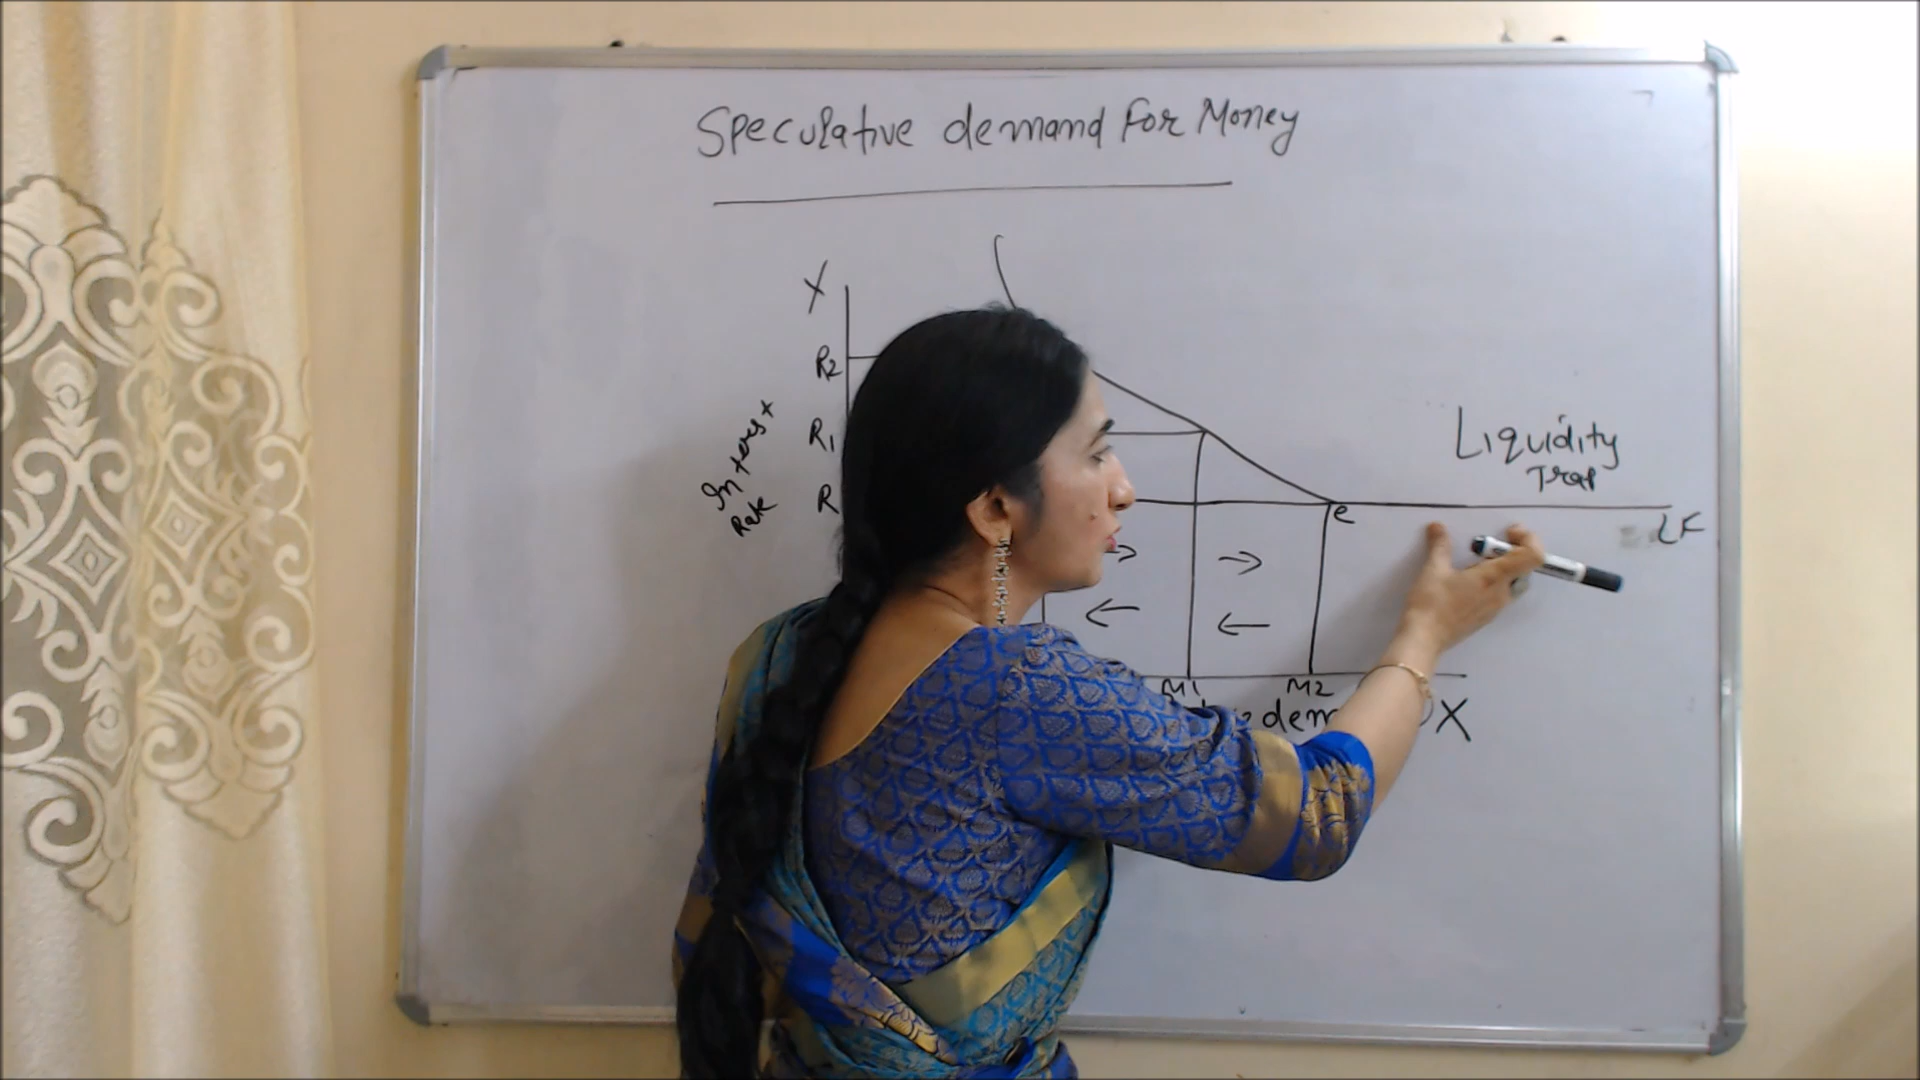 Speculative demand For Money
X
R2
R1
R
Interest
Rate
Liquidity
Trap
e
LF
M1
M2
X